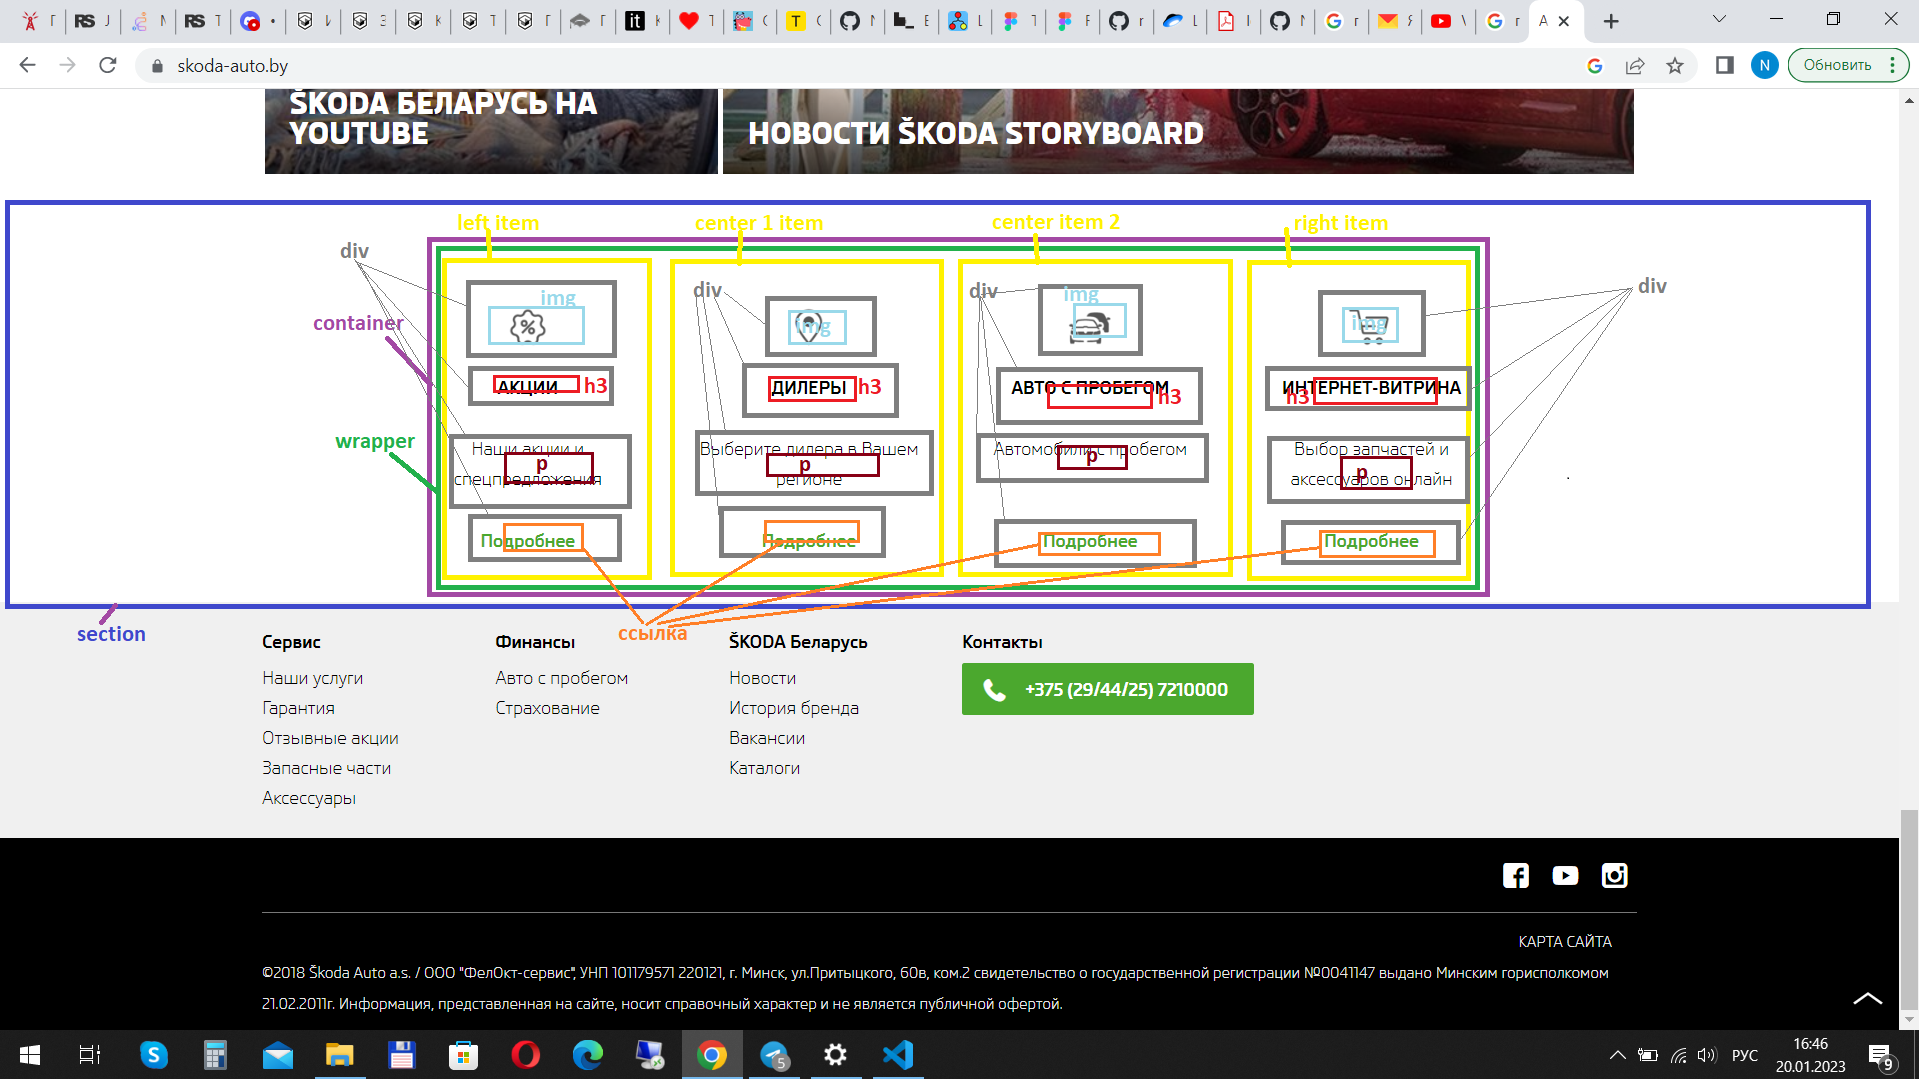 skoda-auto.by
N
Обновить
ŠKODA БЕЛАРУСЬ НА
YOUTUBE
НОВОСТИ ŠKODA STORYBOARD
left item
center 1 item
center item 2
right item
div
div
div
div
container
wrapper
section
img
img
img
img
АКЦИИ
h3
ДИЛЕРЫ
h3
АВТО С ПРОБЕГОМ
h3
ИНТЕРНЕТ-ВИТРИНА
h3
Наши акции и
спецпредложения
p
Выберите дилера в Вашем
регионе
p
Автомобили с пробегом
p
Выбор запчастей и
аксессуаров онлайн
p
Подробнее
Подробнее
Подробнее
Подробнее
ссылка
Сервис
Наши услуги
Гарантия
Отзывные акции
Запасные части
Аксессуары
Финансы
Авто с пробегом
Страхование
ŠKODA Беларусь
Новости
История бренда
Вакансии
Каталоги
Контакты
+375 (29/44/25) 7210000
КАРТА САЙТА
©2018 Škoda Auto a.s. / ООО "ФелОкт-сервис", УНП 101179571 220121, г. Минск, ул.Притыцкого, 60в, ком.2 свидетельство о государственной регистрации №0041147 выдано Минским горисполкомом
21.02.2011г. Информация, представленная на сайте, носит справочный характер и не является публичной офертой.
5
РУС
16:46
20.01.2023
9